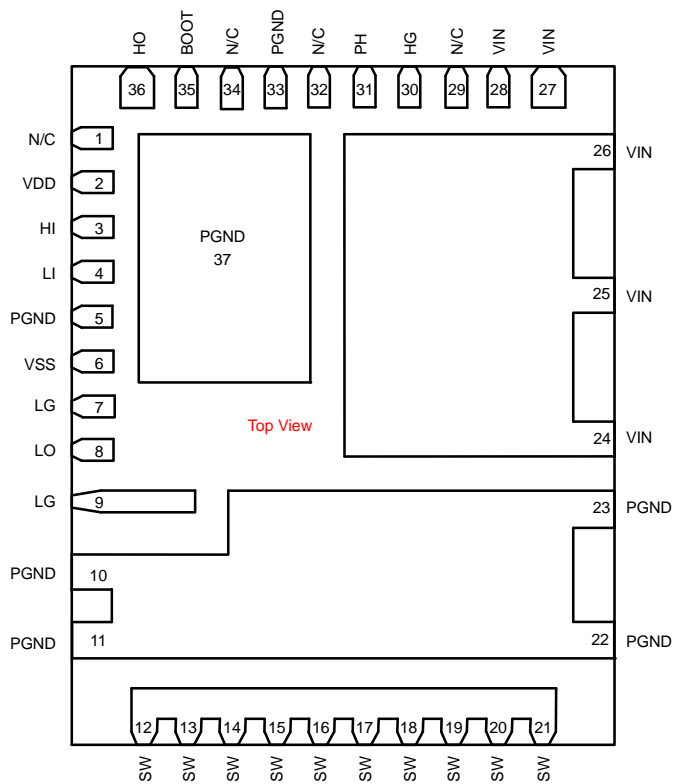 HO BOOT N/C PGND N/C PH HG N/C VIN VIN
36 35 34 33 32 31 30 29 28 27
N/C 1
VDD 2
HI 3
LI 4
PGND 5
VSS 6
LG 7
LO 8
LG 9
PGND 10
PGND 11
PGND
37
Top View
26 VIN
25 VIN
24 VIN
23 PGND
22 PGND
12 13 14 15 16 17 18 19 20 21
SW SW SW SW SW SW SW SW SW SW